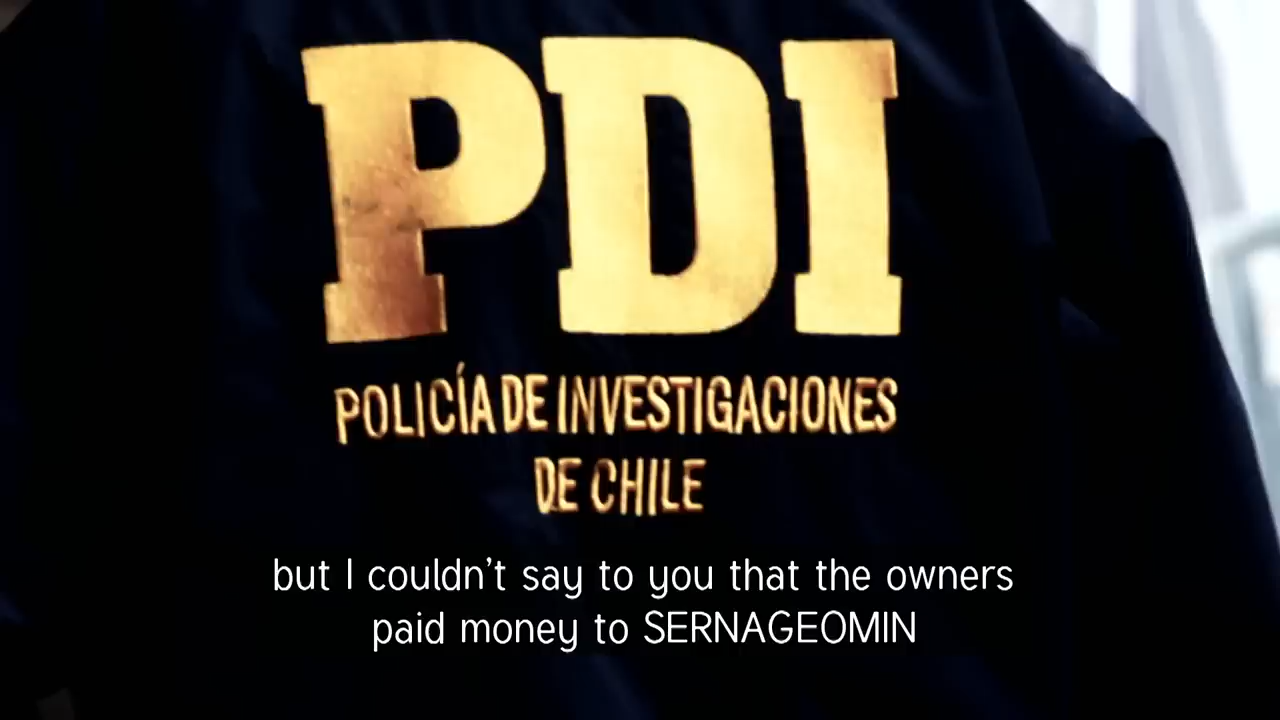 PDI
POLICÍA DE INVESTIGACIONES
DE CHILE
but I couldn't say to you that the owners
paid money to SERNAGEOMIN